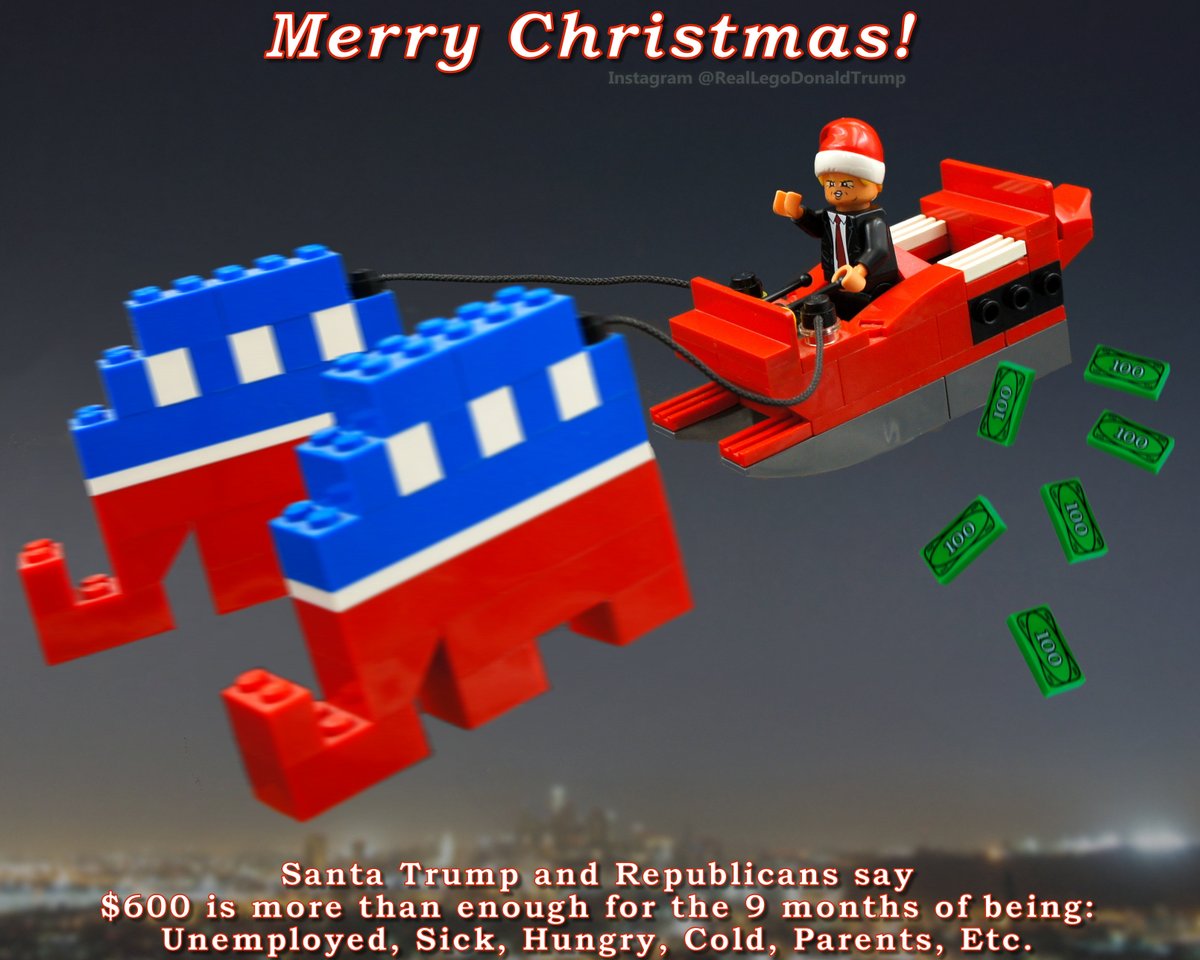 Merry Christmas!
Instagram @RealLegoDonaldTrump
100
100
100
100
100
100
Santa Trump and Republicans say
$600 is more than enough for the 9 months of being:
Unemployed, Sick, Hungry, Cold, Parents, Etc.